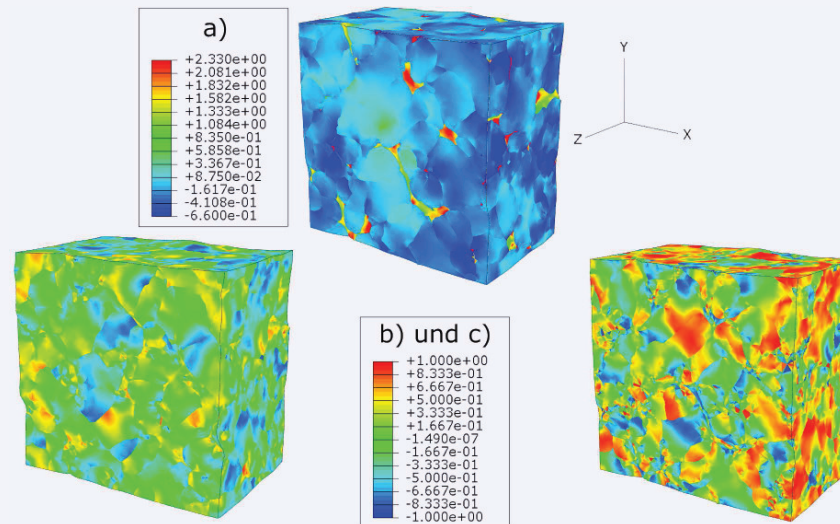 a)
+2.330e+00
+2.081e+00
+1.832e+00
+1.582e+00
+1.333e+00
+1.084e+00
+8.350e-01
+5.858e-01
+3.367e-01
+8.750e-02
-1.617e-01
-4.108e-01
-6.600e-01
Y
Z
X
b) und c)
+1.000e+00
+8.333e-01
+6.667e-01
+5.000e-01
+3.333e-01
+1.667e-01
-1.490e-07
-1.667e-01
-3.333e-01
-5.000e-01
-6.667e-01
-8.333e-01
-1.000e+00